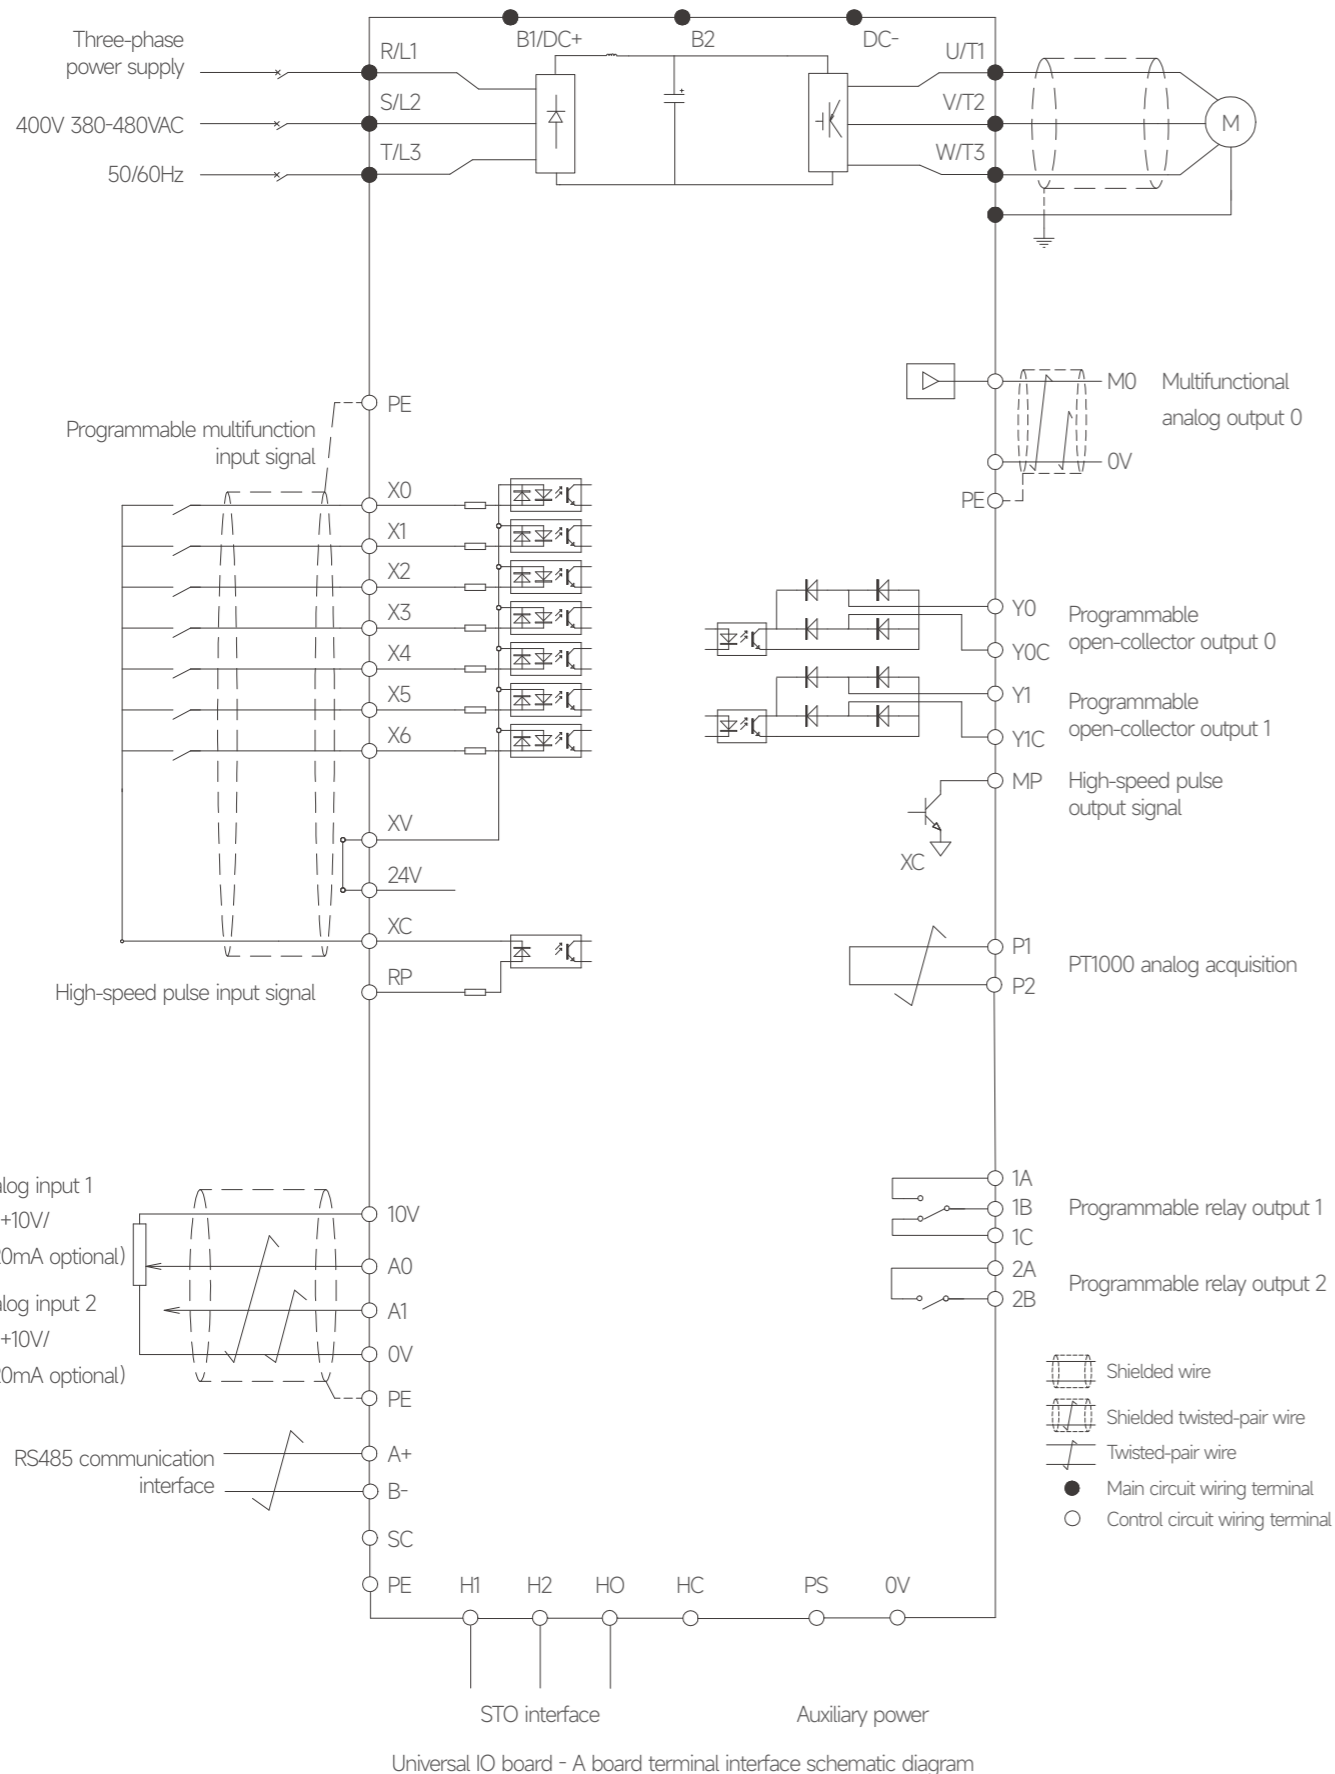 Three-phase
power supply
400V 380-480VAC
50/60Hz
R/L1
S/L2
T/L3
B1/DC+
B2
DC-
U/T1
V/T2
W/T3
M
PE
Programmable multifunction
input signal
X0
X1
X2
X3
X4
X5
X6
XV
24V
XC
RP
High-speed pulse input signal
M0
Multifunctional
analog output 0
0V
PE
Y0
Y0C
Programmable
open-collector output 0
Y1
Y1C
Programmable
open-collector output 1
MP
High-speed pulse
output signal
XC
P1
P2
PT1000 analog acquisition
input 1
+10V/
optional)
input 2
+10V/
optional)
10V
A0
A1
0V
PE
RS485 communication
interface
A+
B-
SC
PE
1A
1B
1C
Programmable relay output 1
2A
2B
Programmable relay output 2
Shielded wire
Shielded twisted-pair wire
Twisted-pair wire
Main circuit wiring terminal
Control circuit wiring terminal
H1
H2
HO
HC
PS
0V
STO interface
Auxiliary power
Universal IO board - A board terminal interface schematic diagram